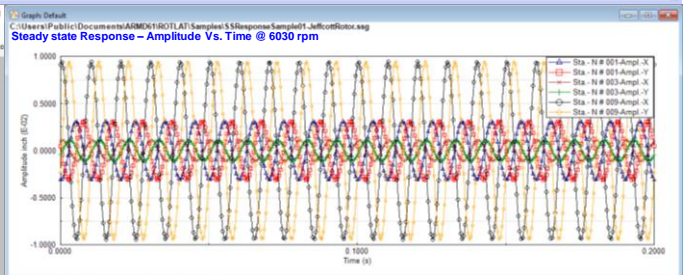 Graph: Default
C:\Users\Public\Documents\ARMD61\ROTLAT\Samples\SSResponseSample01-JeffcottRotor.ssg
Steady state Response – Amplitude Vs. Time @ 6030 rpm
Sta.- N # 001-Ampl.-X
Sta.- N # 001-Ampl.-Y
Sta.- N # 003-Ampl.-X
Sta.- N # 003-Ampl.-Y
Sta.- N # 009-Ampl.-X
Sta.- N # 009-Ampl.-Y
Amplitude inch (E-02)
1.0000
0.5000
0.0000
-0.5000
-1.0000
0.0000
0.1000
0.2000
Time (s)